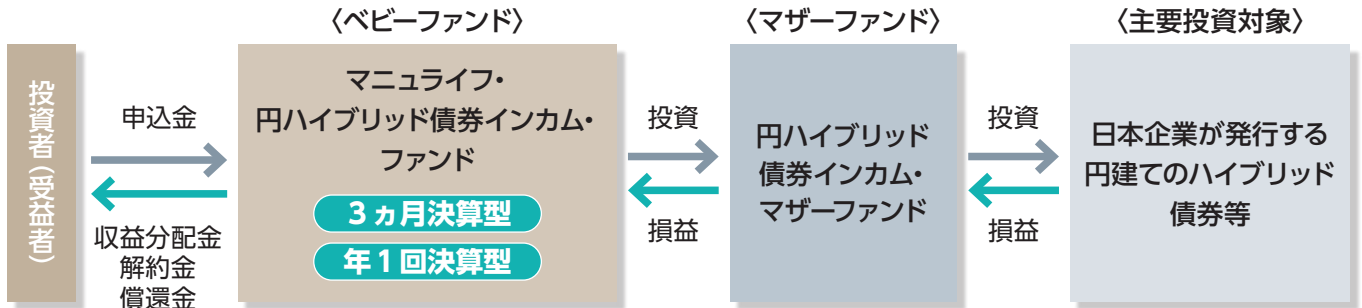 〈ベビーファンド〉
〈マザーファンド〉
〈主要投資対象〉
投資者（受益者）
申込金
収益分配金
解約金
償還金
マニュライフ・
円ハイブリッド債券インカム・
ファンド
３ヵ月決算型
年１回決算型
投資
損益
円ハイブリッド
債券インカム・
マザーファンド
投資
損益
日本企業が発行する
円建てのハイブリッド
債券等